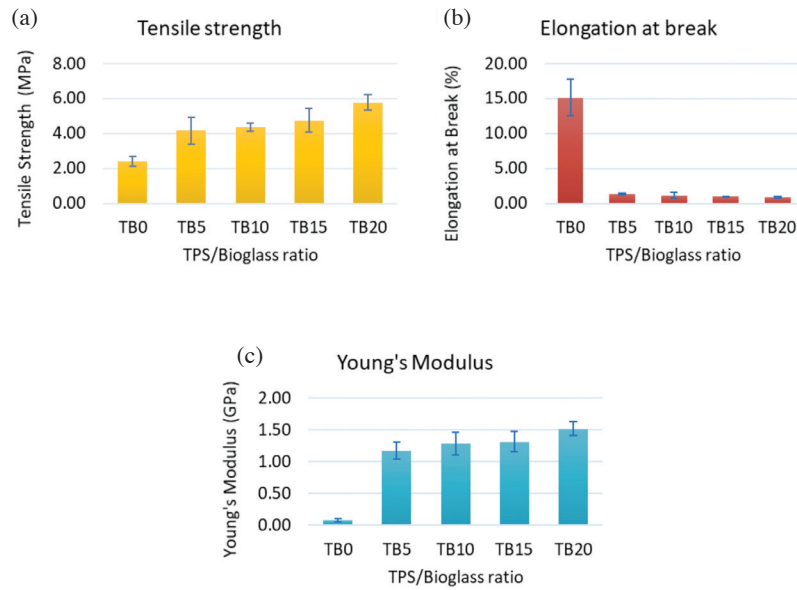 (a)
Tensile strength
Tensile Strength (MPa)
8.00
6.00
4.00
2.00
0.00
TB0 TB5 TB10 TB15 TB20
TPS/Bioglass ratio
(b)
Elongation at break
Elongation at Break (%)
20.00
15.00
10.00
5.00
0.00
TB0 TB5 TB10 TB15 TB20
TPS/Bioglass ratio
(c)
Young's Modulus
Young's Modulus (GPa)
2.00
1.50
1.00
0.50
0.00
TB0 TB5 TB10 TB15 TB20
TPS/Bioglass ratio